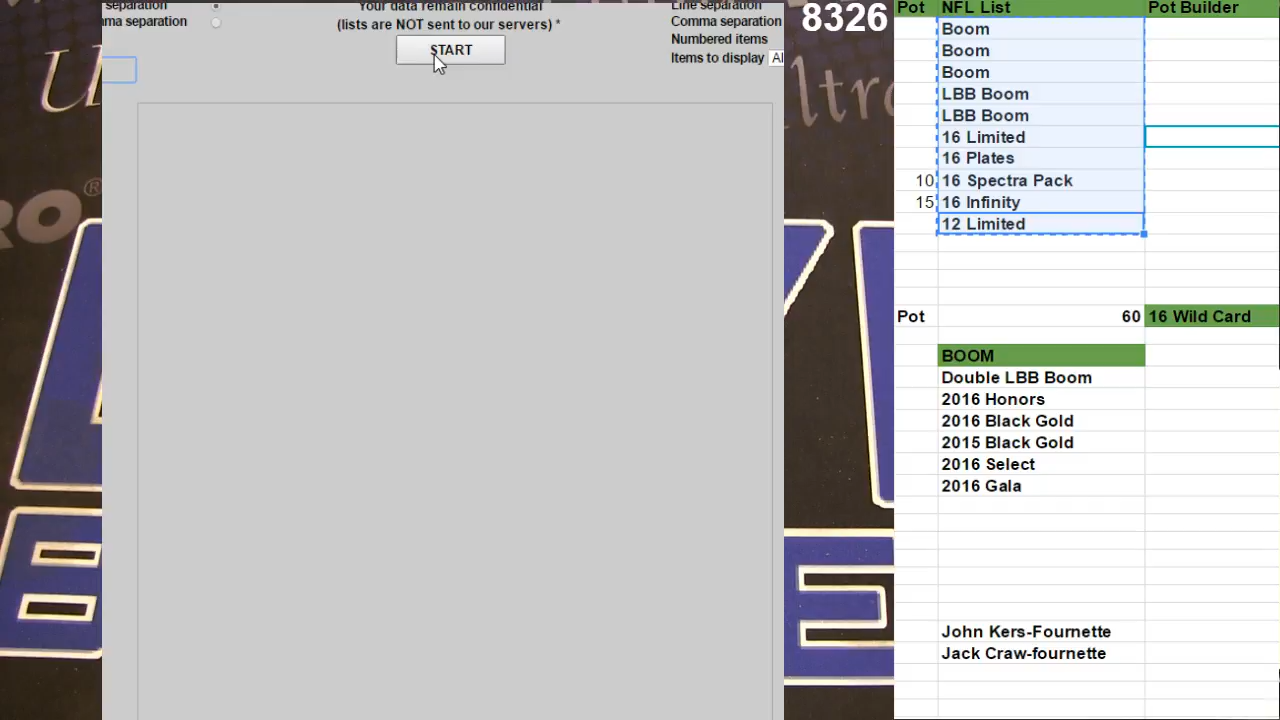 separation
mma separation
Your data remain confidential
(lists are NOT sent to our servers) *
START
Line separation
Comma separation
Numbered items
Items to display
8326
Pot NFL List Pot Builder
Boom
Boom
Boom
LBB Boom
LBB Boom
16 Limited
16 Plates
10 16 Spectra Pack
15 16 Infinity
12 Limited
Pot 60 16 Wild Card
BOOM
Double LBB Boom
2016 Honors
2016 Black Gold
2015 Black Gold
2016 Select
2016 Gala
John Kers-Fournette
Jack Craw-fournette